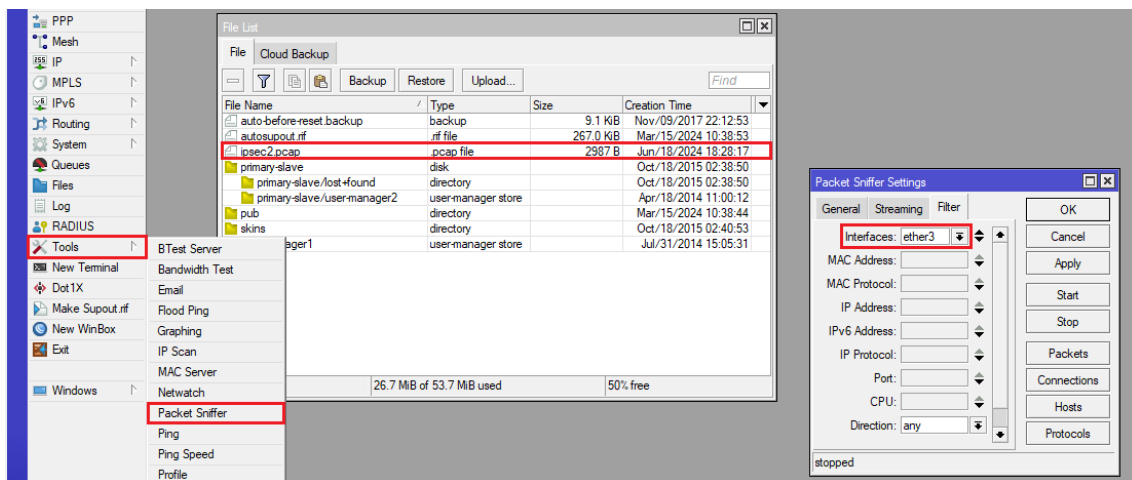 PPP
Mesh
IP
MPLS
IPv6
Routing
System
Queues
Files
Log
RADIUS
Tools
New Terminal
Dot1X
Make Supout.rif
New WinBox
Exit
Windows
BTest Server
Bandwidth Test
Email
Flood Ping
Graphing
IP Scan
MAC Server
Netwatch
Packet Sniffer
Ping
Ping Speed
Profile
File List
File Cloud Backup
Backup Restore Upload... Find
File Name Type Size Creation Time
auto-before-reset.backup backup 9.1 KiB Nov/09/2017 22:12:53
autosupout.rif .rif file 267.0 KiB Mar/15/2024 10:38:53
ipsec2.pcap .pcap file 2987 B Jun/18/2024 18:28:17
primary-slave disk Oct/18/2015 02:38:50
primary-slave/lost+found directory Oct/18/2015 02:38:50
primary-slave/user-manager2 user-manager store Apr/18/2014 11:00:12
pub directory Mar/15/2024 10:38:44
skins directory Oct/18/2015 02:40:53
ager1 user-manager store Jul/31/2014 15:05:31
26.7 MiB of 53.7 MiB used 50% free
Packet Sniffer Settings
General Streaming Filter
Interfaces: ether3
MAC Address:
MAC Protocol:
IP Address:
IPv6 Address:
IP Protocol:
Port:
CPU:
Direction: any
OK
Cancel
Apply
Start
Stop
Packets
Connections
Hosts
Protocols
stopped